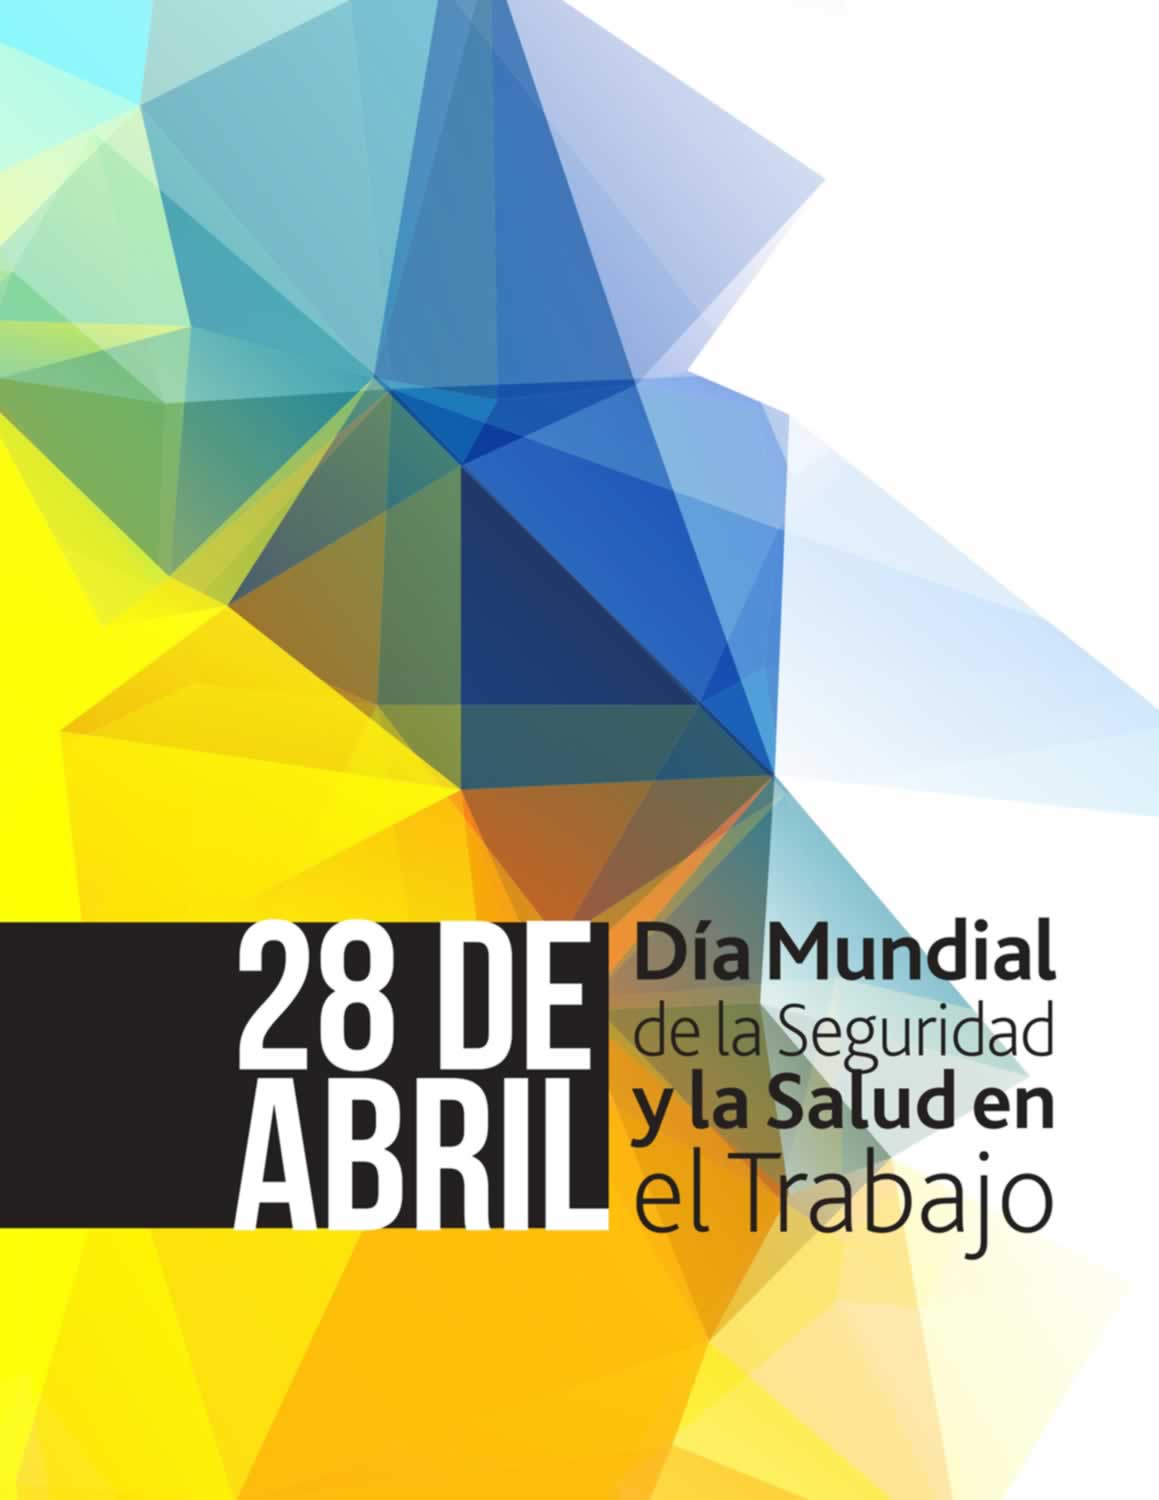 28 DE
ABRIL
Día Mundial
de la Seguridad
y la Salud en
el Trabajo